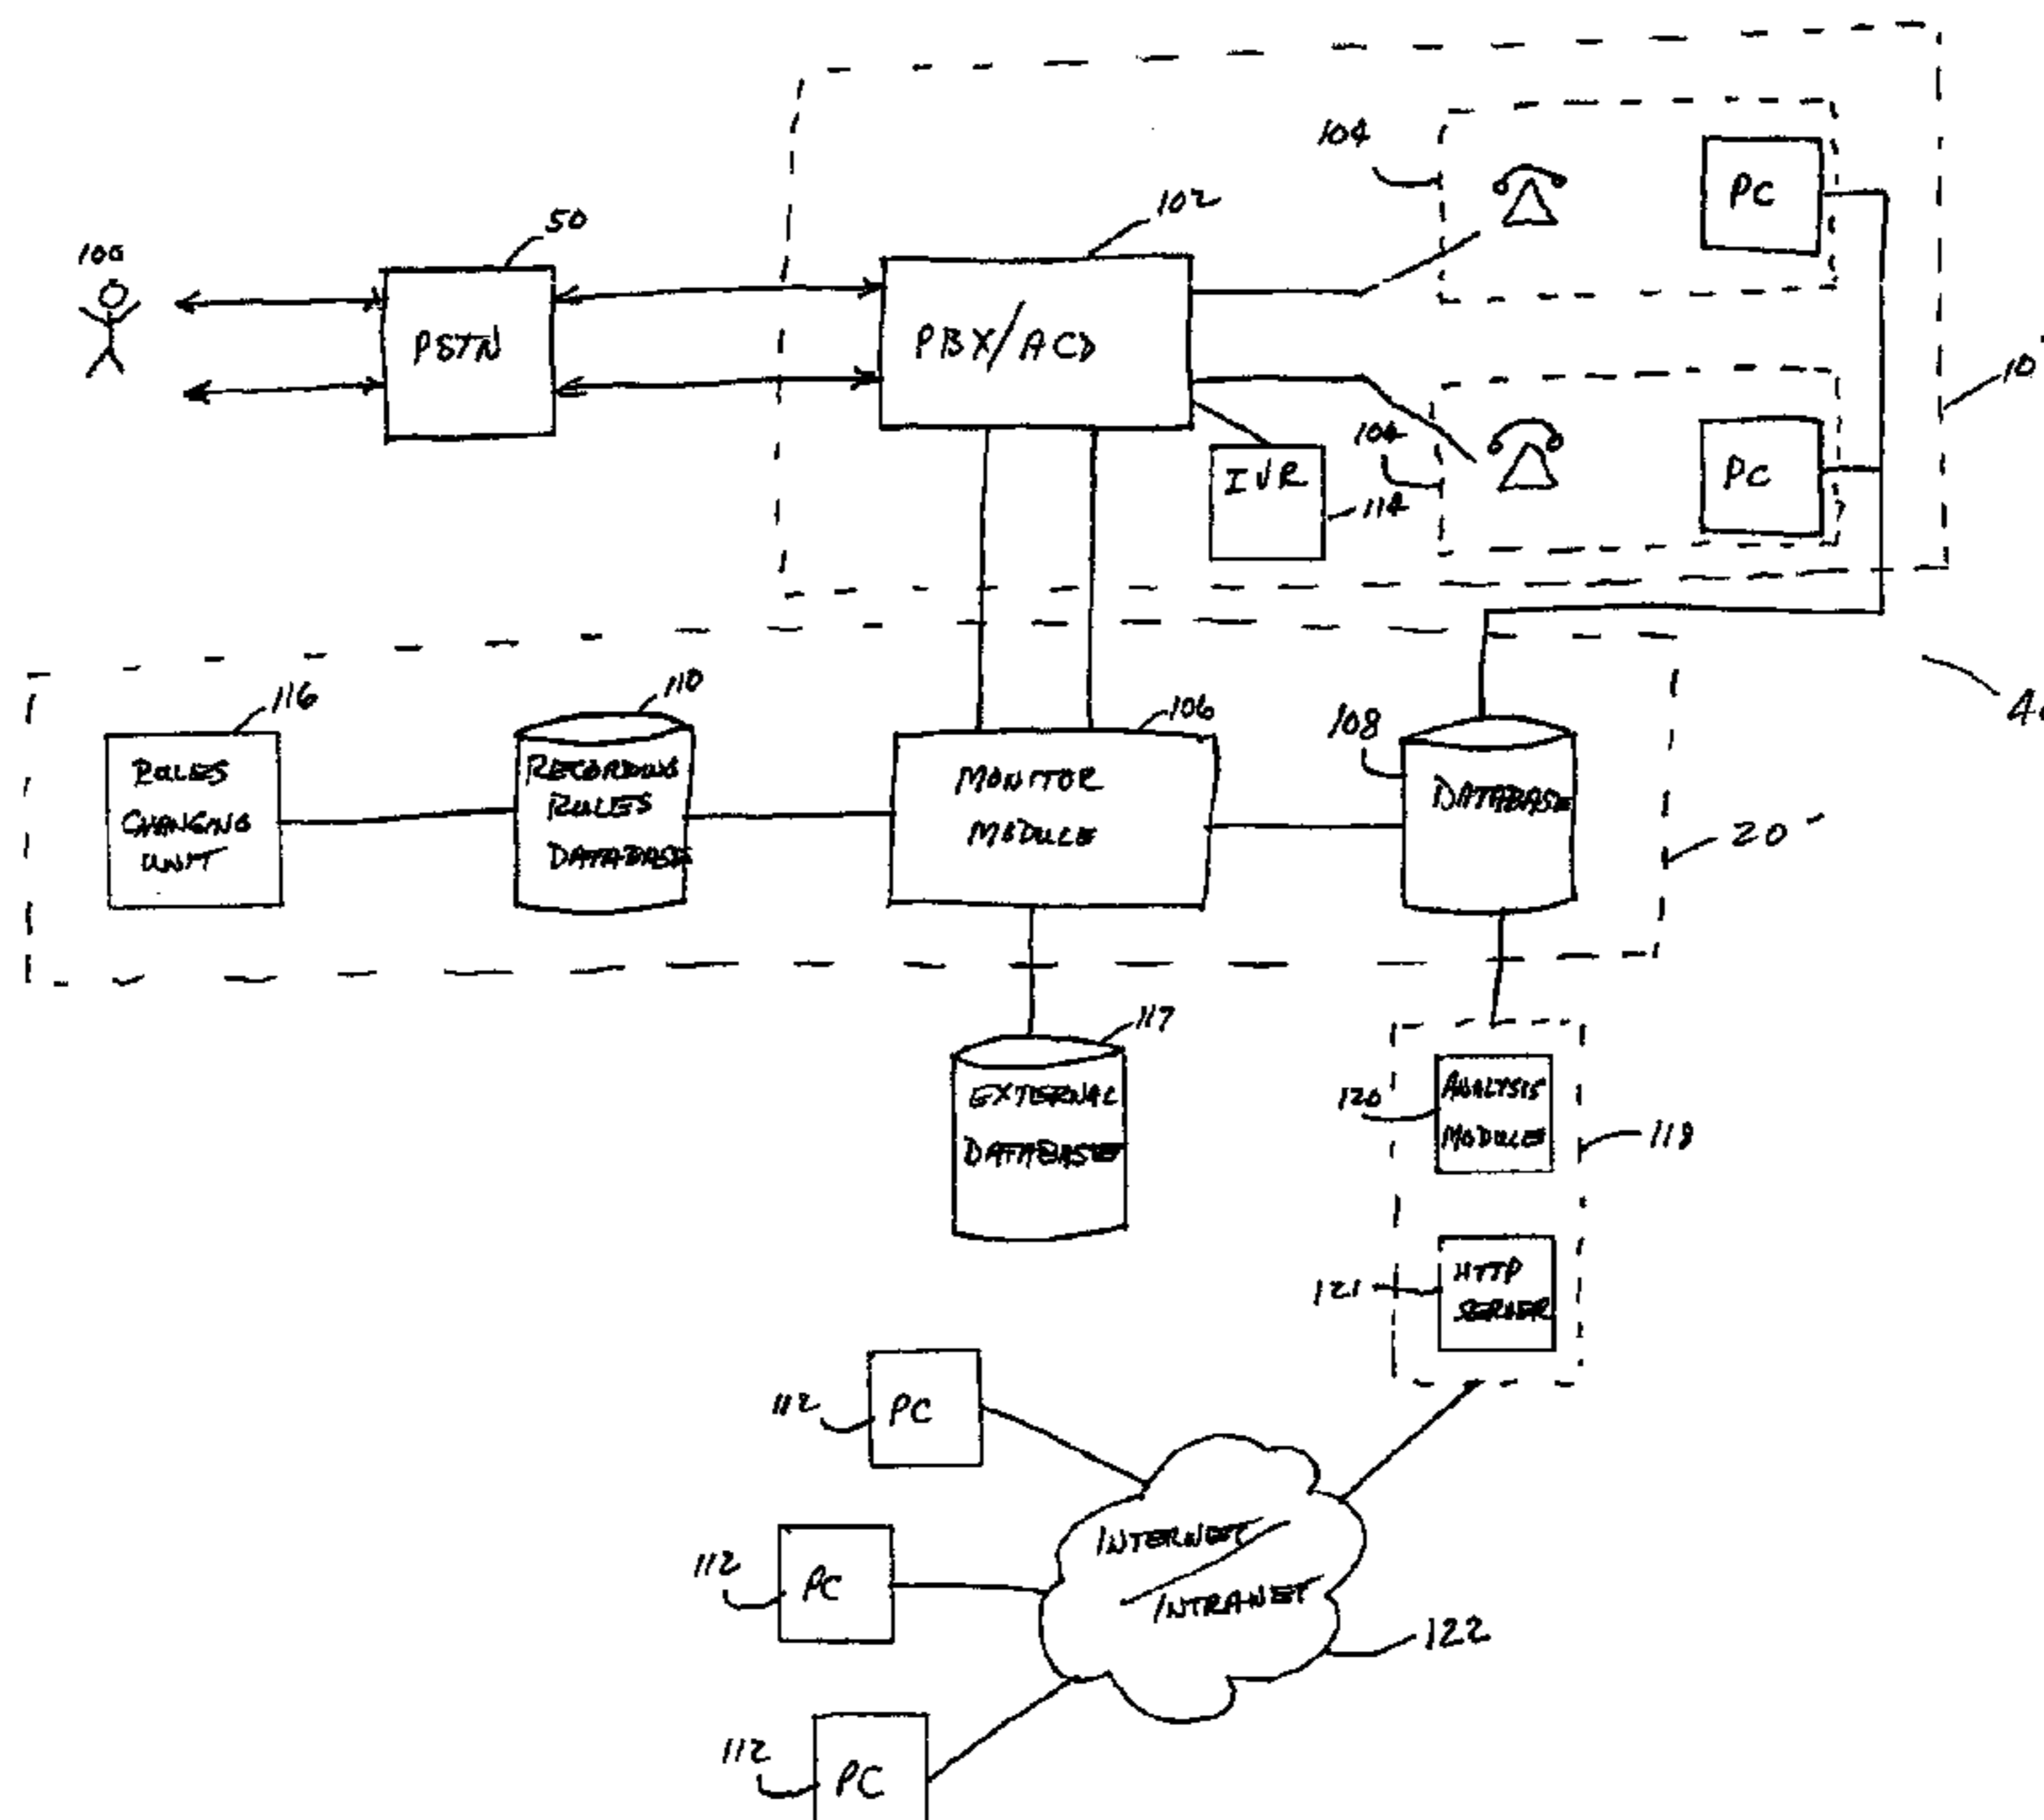 104
PC
102
50
100
PSTN
PBX/ACD
10
104
IVR
114
PC
116
110
106
108
RULES
CHANGING
UNIT
RECORDING
RULES
DATABASE
MONITOR
MODULE
DATABASE
20'
117
EXTERNAL
DATABASE
120
ANALYSIS
MODULES
118
121
HTTP
SERVER
112
PC
INTERNET
INTRANET
112
PC
122
112
PC